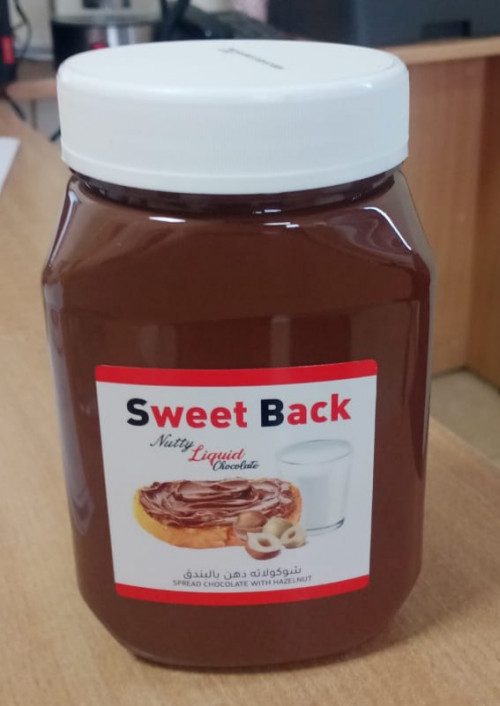 Sweet Back
Nutty
Liquid
Chocolate
شوكولاته دهن بالبندق
SPREAD CHOCOLATE WITH HAZELNUT